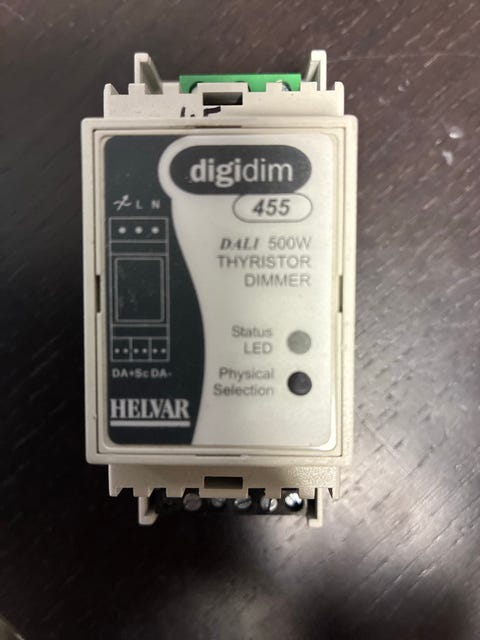 digidim
455
L N
DALI 500W
THYRISTOR
DIMMER
Status
LED
Physical
Selection
DA+ Sc DA-
HELVAR